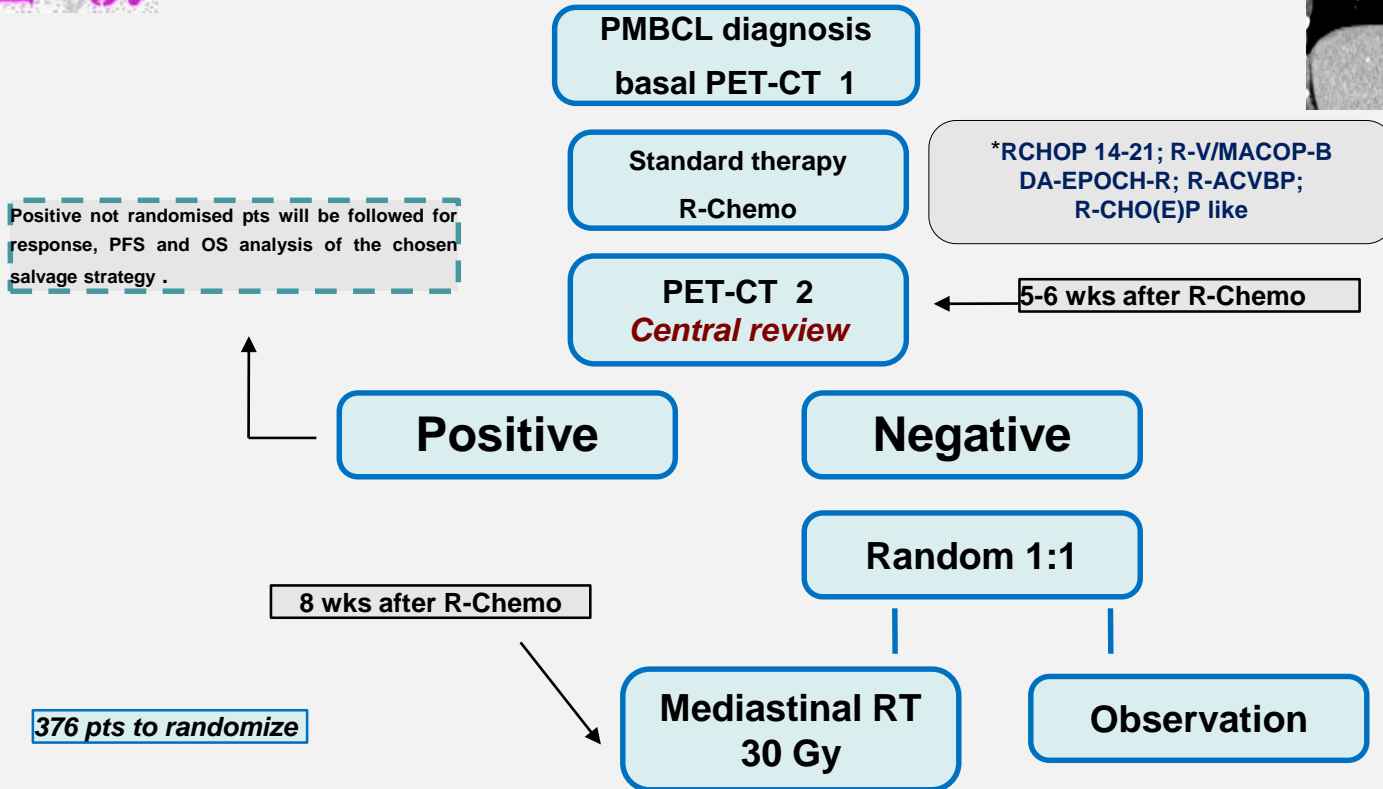 PMBCL diagnosis
basal PET-CT 1
Standard therapy
R-Chemo
*RCHOP 14-21; R-V/MACOP-B
DA-EPOCH-R; R-ACVBP;
R-CHO(E)P like
Positive not randomised pts will be followed for
response, PFS and OS analysis of the chosen
salvage strategy .
PET-CT 2
Central review
5-6 wks after R-Chemo
Positive
Negative
Random 1:1
8 wks after R-Chemo
Mediastinal RT
30 Gy
Observation
376 pts to randomize